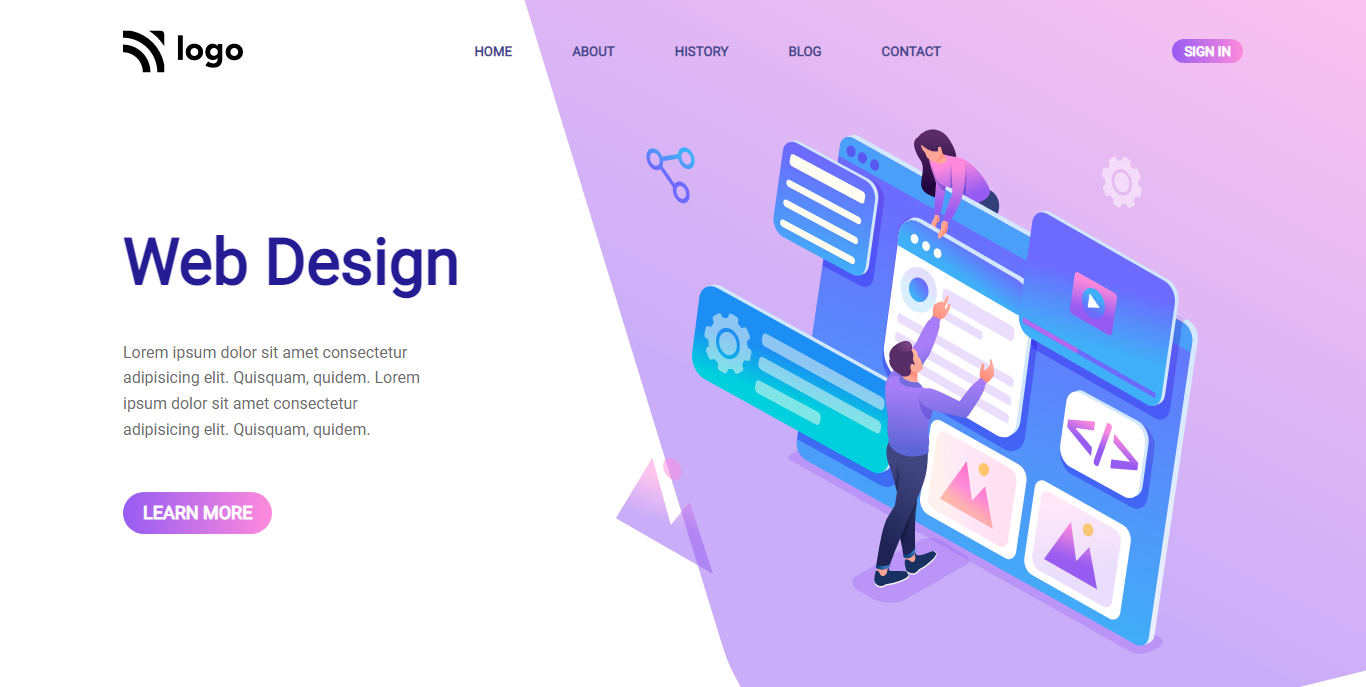 logo
HOME
ABOUT
HISTORY
BLOG
CONTACT
SIGN IN
Web Design
Lorem ipsum dolor sit amet consectetur
adipisicing elit. Quisquam, quidem. Lorem
ipsum dolor sit amet consectetur
adipisicing elit. Quisquam, quidem.
LEARN MORE
</>